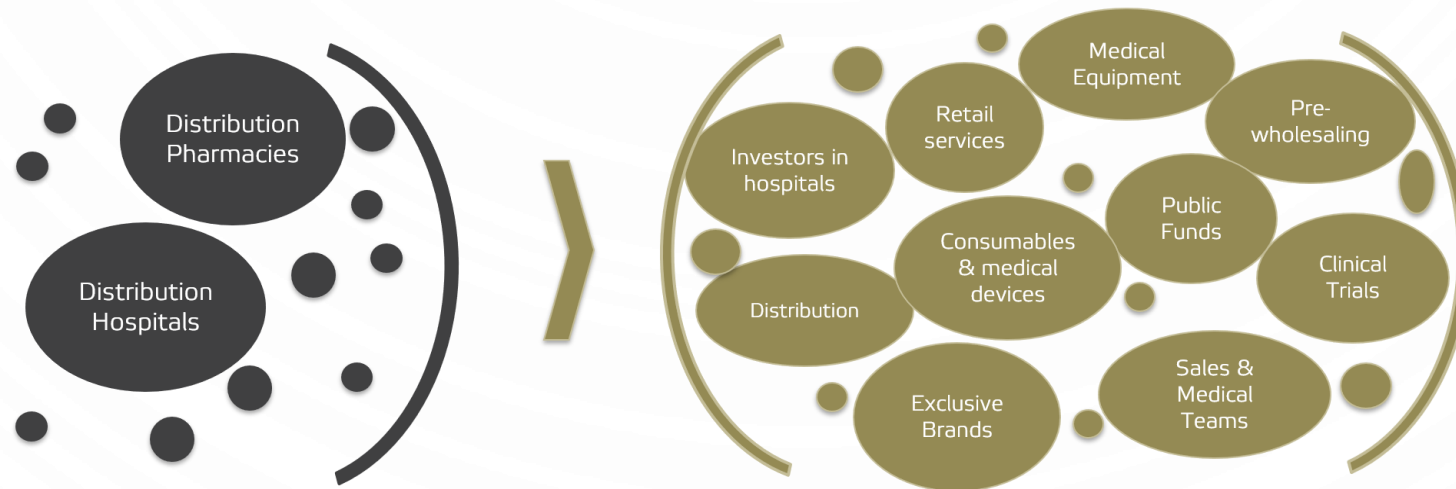 Distribution
Pharmacies
Distribution
Hospitals
Medical
Equipment
Retail
services
Pre-
wholesaling
Investors in
hospitals
Public
Funds
Consumables
& medical
devices
Clinical
Trials
Distribution
Sales &
Medical
Teams
Exclusive
Brands